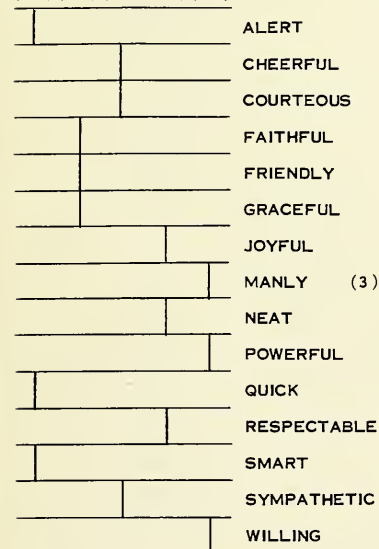 ALERT
CHEERFUL
COURTEOUS
FAITHFUL
FRIENDLY
GRACEFUL
JOYFUL
MANLY (3)
NEAT
POWERFUL
QUICK
RESPECTABLE
SMART
SYMPATHETIC
WILLING